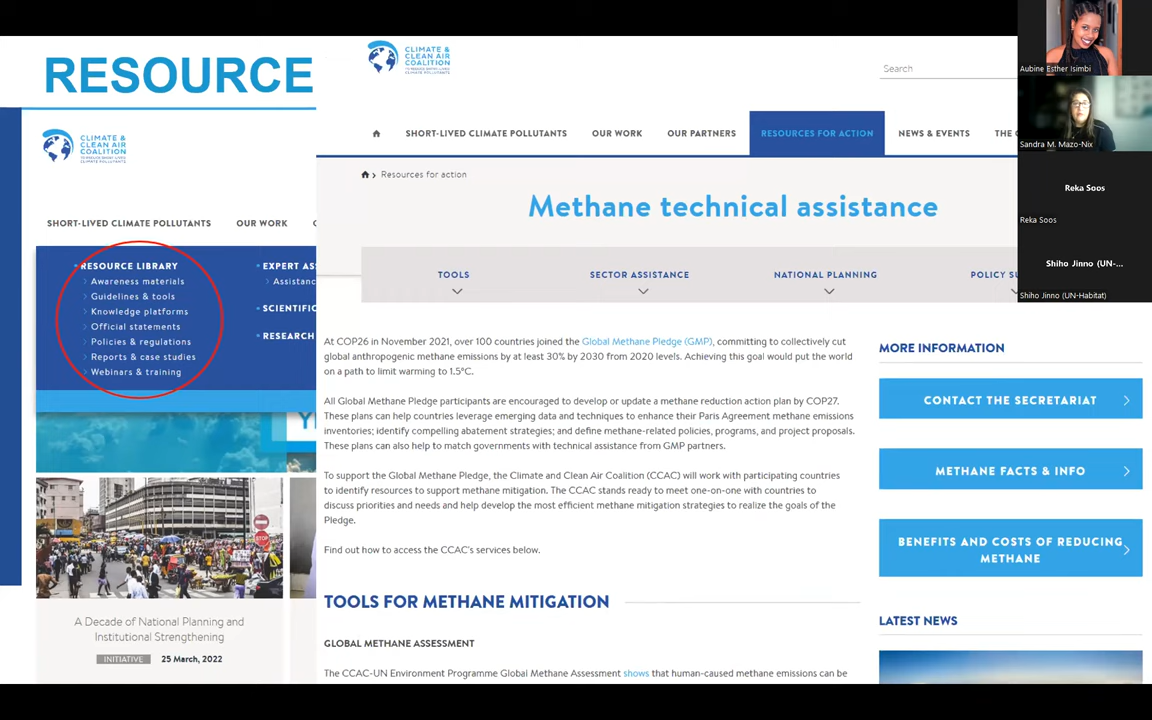 RESOURCE
CLIMATE &
CLEAN AIR
COALITION
SHORT-LIVED CLIMATE POLLUTANTS
OUR WORK
RESOURCE LIBRARY
Awareness materials
Guidelines & tools
Knowledge platforms
Official statements
Policies & regulations
Reports & case studies
Webinars & training
EXPERT ASS
Assistanc
SCIENTIFIC
RESEARCH
STOP
A Decade of National Planning and
Institutional Strengthening
INITIATIVE 25 March, 2022
CLIMATE &
CLEAN AIR
COALITION
Search
SHORT-LIVED CLIMATE POLLUTANTS OUR WORK OUR PARTNERS RESOURCES FOR ACTION NEWS & EVENTS THE
Resources for action
Methane technical assistance
TOOLS SECTOR ASSISTANCE NATIONAL PLANNING POLICY SU
At COP26 in November 2021, over 100 countries joined the Global Methane Pledge (GMP), committing to collectively cut
global anthropogenic methane emissions by at least 30% by 2030 from 2020 levels. Achieving this goal would put the world
on a path to limit warming to 1.5°C.
All Global Methane Pledge participants are encouraged to develop or update a methane reduction action plan by COP27.
These plans can help countries leverage emerging data and techniques to enhance their Paris Agreement methane emissions
inventories; identify compelling abatement strategies; and define methane-related policies, programs, and project proposals.
These plans can also help to match governments with technical assistance from GMP partners.
To support the Global Methane Pledge, the Climate and Clean Air Coalition (CCAC) will work with participating countries
to identify resources to support methane mitigation. The CCAC stands ready to meet one-on-one with countries to
discuss priorities and needs and help develop the most efficient methane mitigation strategies to realize the goals of the
Pledge.
Find out how to access the CCAC's services below.
TOOLS FOR METHANE MITIGATION
GLOBAL METHANE ASSESSMENT
The CCAC-UN Environment Programme Global Methane Assessment shows that human-caused methane emissions can be
MORE INFORMATION
CONTACT THE SECRETARIAT
METHANE FACTS & INFO
BENEFITS AND COSTS OF REDUCING
METHANE
LATEST NEWS
Aubine Esther Isimbi
Sandra M. Mazo-Nix
Reka Soos
Reka Soos
Shiho Jinno (UN-...
Shiho Jinno (UN-Habitat)